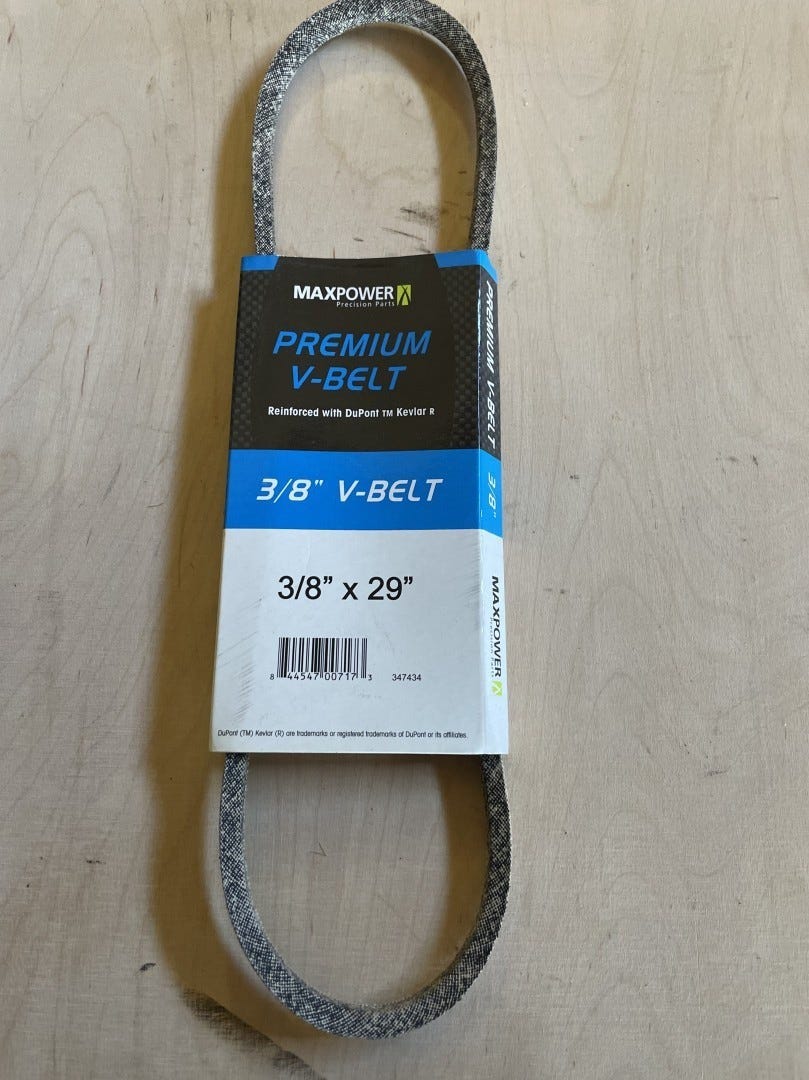 MAXPOWER
Precision Parts
PREMIUM
V-BELT
Reinforced with DuPont TM Kevlar R
3/8" V-BELT
3/8” x 29”
8 44547 00717 3 347434
DuPont (TM) Kevlar (R) are trademarks or registered trademarks of DuPont or its affiliates.
PREMIUM V-BELT
3/8"
MAXPOWER
Precision Parts